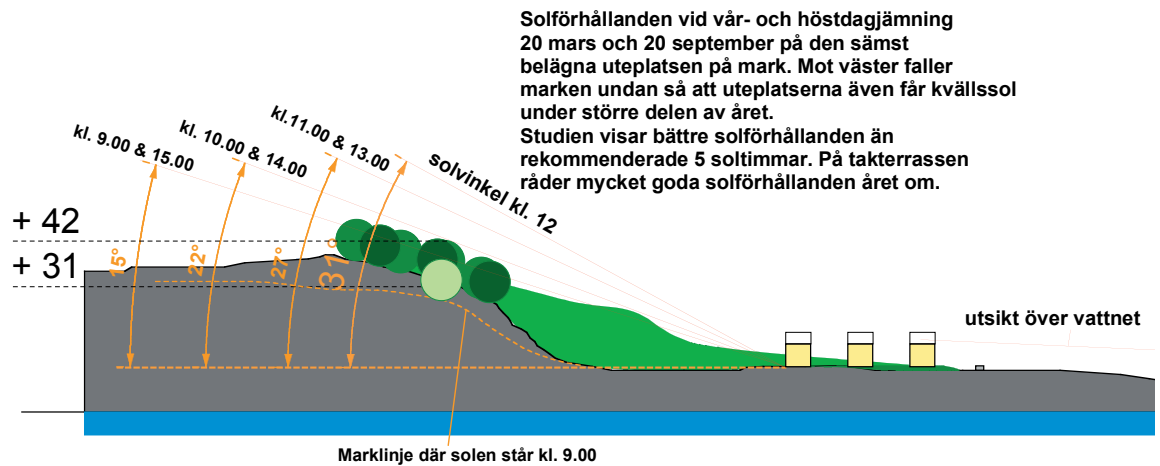 Solförhållanden vid vår- och höstdagjämning
20 mars och 20 september på den sämst
belägna uteplatsen på mark. Mot väster faller
marken undan så att uteplatserna även får kvällssol
under större delen av året.
Studien visar bättre solförhållanden än
rekommenderade 5 soltimmar. På takterrassen
råder mycket goda solförhållanden året om.
kl. 9.00 & 15.00
kl. 10.00 & 14.00
kl.11.00 & 13.00
solvinkel kl. 12
+ 42
+ 31
15°
22°
27°
31°
utsikt över vattnet
Marklinje där solen står kl. 9.00